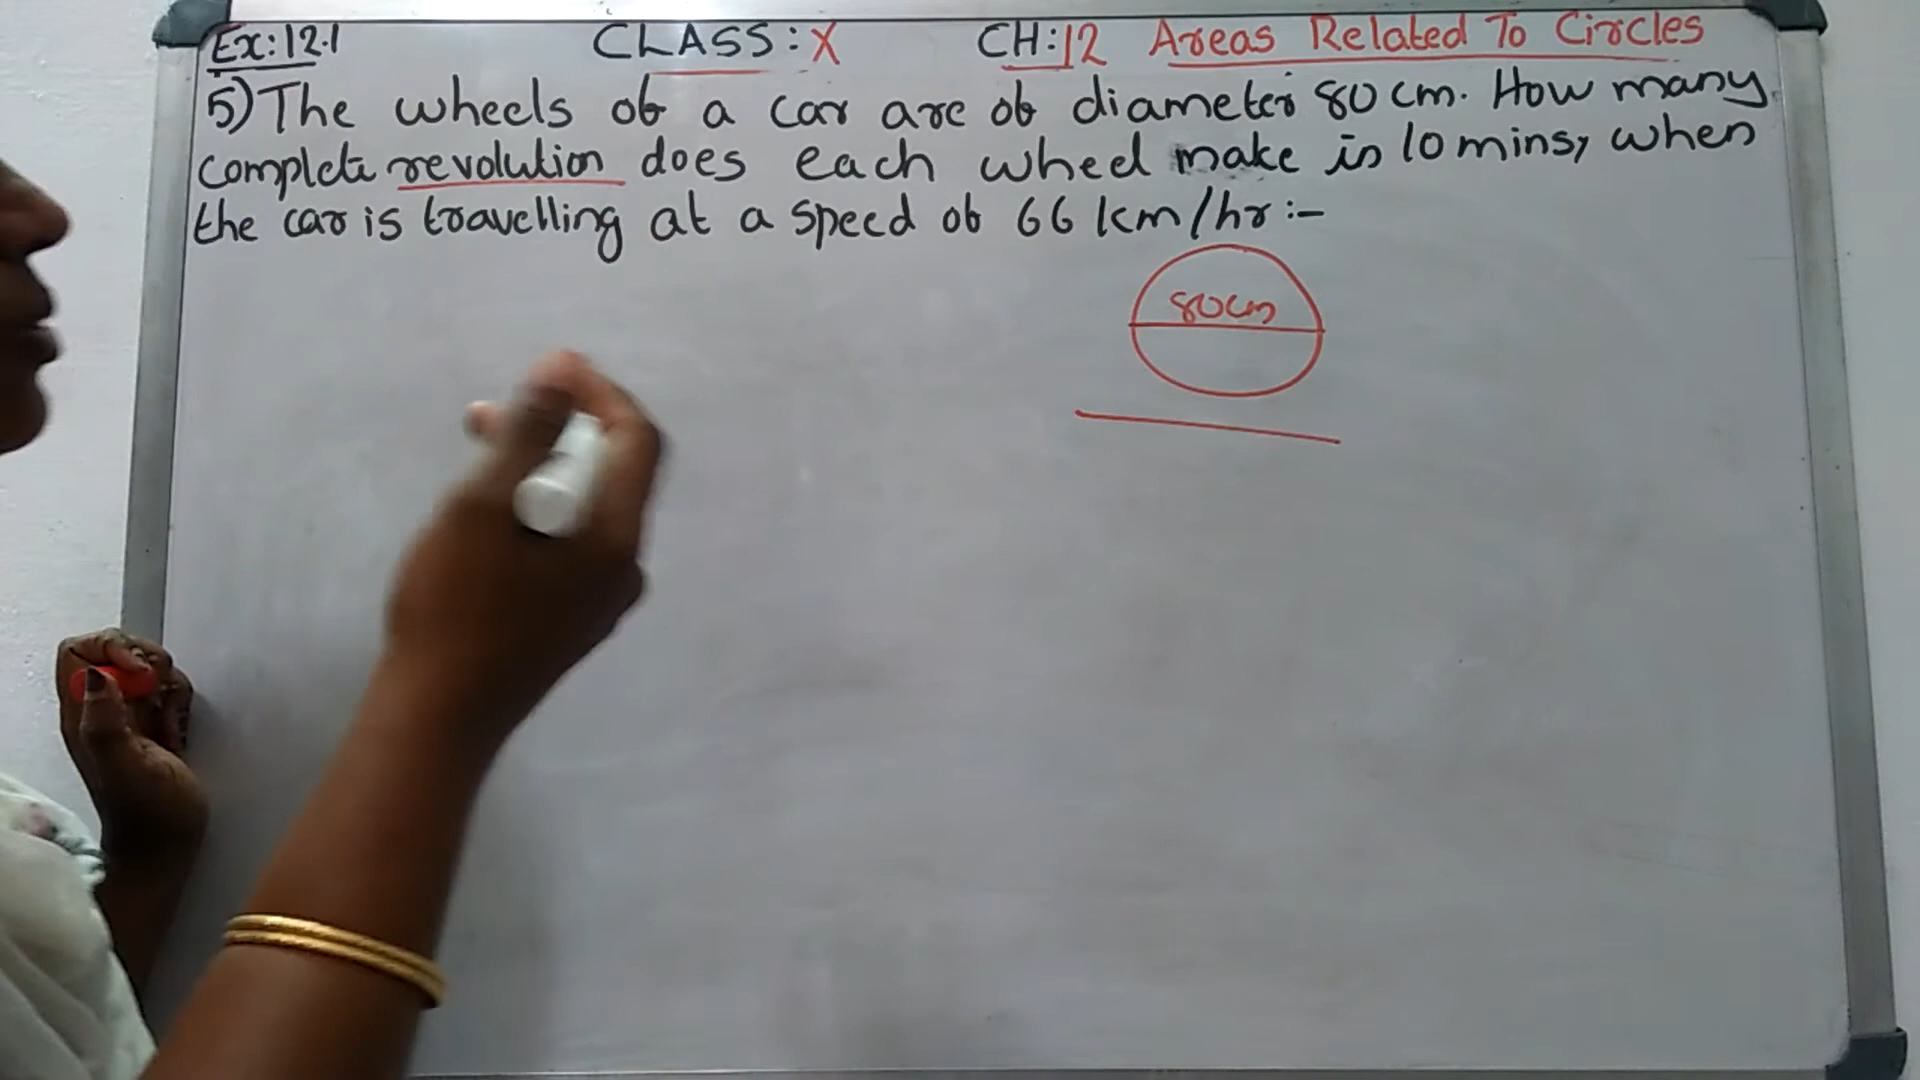 Ex:12.1 CLASS: X CH:12 Areas Related To Circles
5) The wheels of a car are of diameter 80 cm. How many
complete revolution does each wheel make in 10 mins, when
the car is travelling at a speed of 66 km/hr :-
80cm